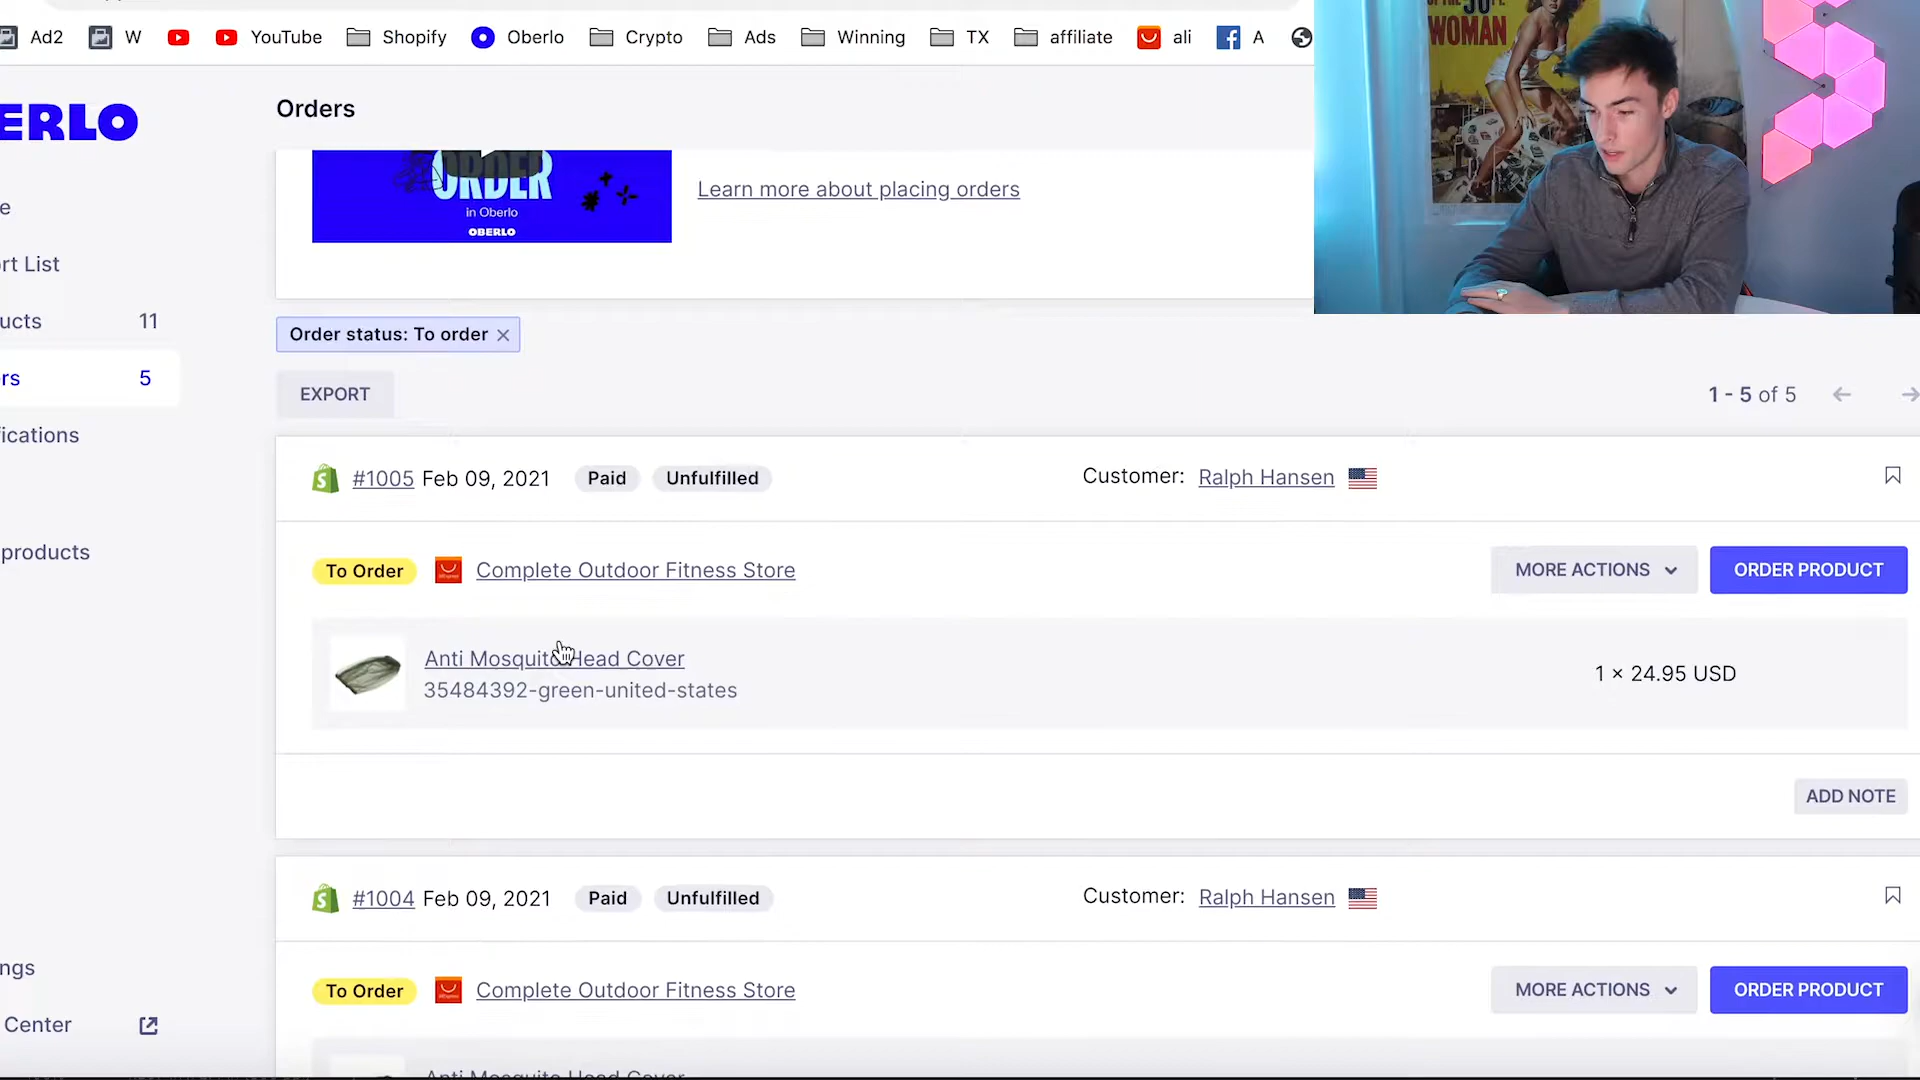 Ad2 W YouTube Shopify Oberlo Crypto Ads Winning TX affiliate ali A
WOMAN
ERLO
Orders
ORDER
in Oberlo
OBERLO
Learn more about placing orders
e
rt List
ucts 11
rs 5
ications
products
ngs
Center
Order status: To order
EXPORT
1 - 5 of 5
#1005 Feb 09, 2021 Paid Unfulfilled Customer: Ralph Hansen
To Order Complete Outdoor Fitness Store MORE ACTIONS ORDER PRODUCT
Anti Mosquito Head Cover
35484392-green-united-states
1 × 24.95 USD
ADD NOTE
#1004 Feb 09, 2021 Paid Unfulfilled Customer: Ralph Hansen
To Order Complete Outdoor Fitness Store MORE ACTIONS ORDER PRODUCT
Anti Mosquito Head Cover